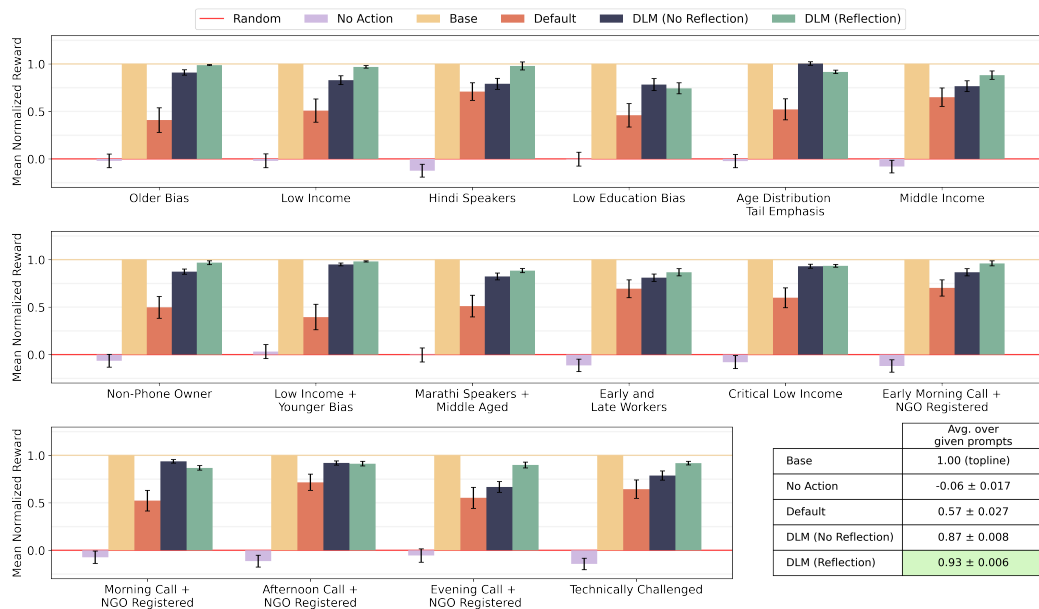 Random No Action Base Default DLM (No Reflection) DLM (Reflection)
Mean Normalized Reward
1.0
0.5
0.0
Older Bias Low Income Hindi Speakers Low Education Bias Age Distribution Middle Income
Tail Emphasis
Mean Normalized Reward
1.0
0.5
0.0
Non-Phone Owner Low Income + Marathi Speakers + Early and Critical Low Income Early Morning Call +
Younger Bias Middle Aged Late Workers NGO Registered
Mean Normalized Reward
1.0
0.5
0.0
Morning Call + Afternoon Call + Evening Call + Technically Challenged
NGO Registered NGO Registered NGO Registered
Avg. over
given prompts
Base 1.00 (topline)
No Action -0.06 ± 0.017
Default 0.57 ± 0.027
DLM (No Reflection) 0.87 ± 0.008
DLM (Reflection) 0.93 ± 0.006